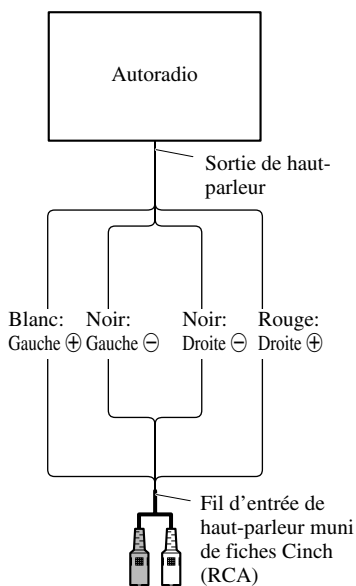 Autoradio
Sortie de haut-
parleur
Blanc: Noir: Noir: Rouge:
Gauche ⊕ Gauche ⊖ Droite ⊖ Droite ⊕
Fil d'entrée de
haut-parleur muni
de fiches Cinch
(RCA)